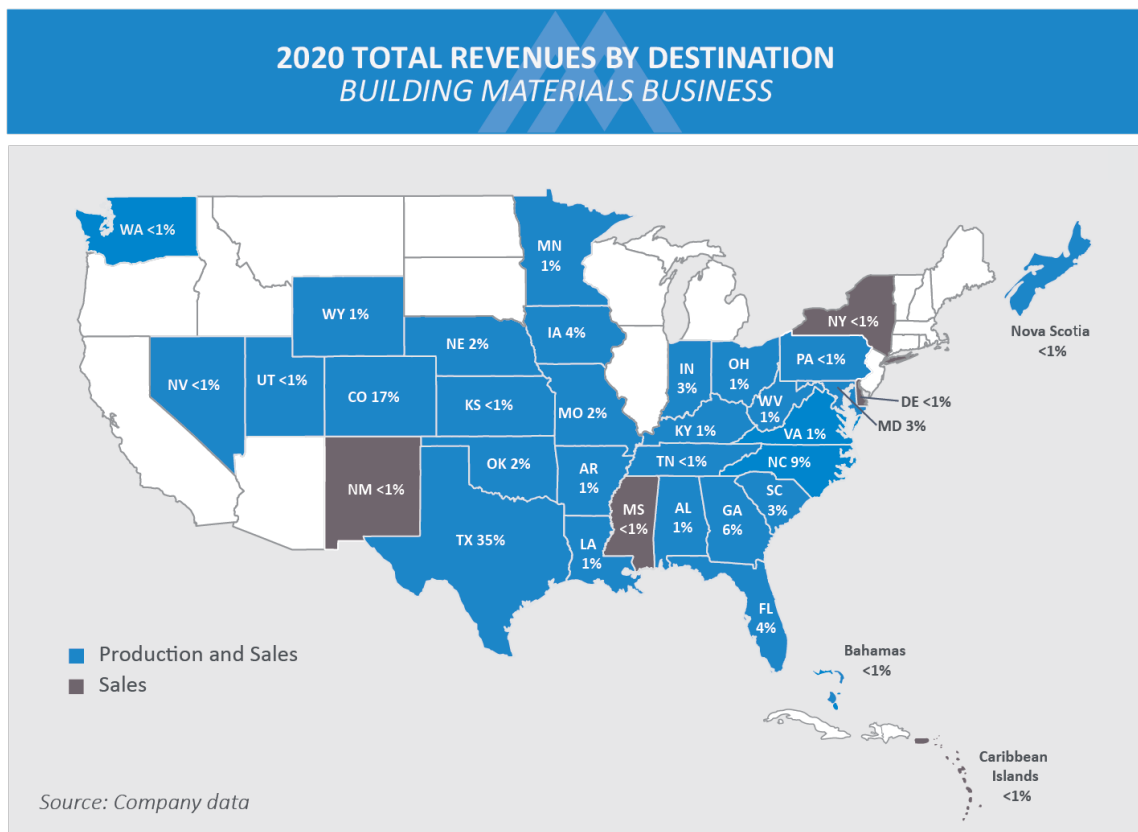 2020 TOTAL REVENUES BY DESTINATION
BUILDING MATERIALS BUSINESS
WA <1%
MN
1%
WY 1%
NY <1%
Nova Scotia
<1%
IA 4%
NE 2%
PA <1%
OH
1%
IN
3%
NV <1%
UT <1%
CO 17%
KS <1%
MO 2%
WV
1%
DE <1%
MD 3%
KY 1%
VA 1%
NC 9%
TN <1%
OK 2%
AR
1%
NM <1%
SC
3%
MS
<1%
AL
1%
GA
6%
TX 35%
LA
1%
FL
4%
Production and Sales
Sales
Bahamas
<1%
Caribbean
Islands
<1%
Source: Company data